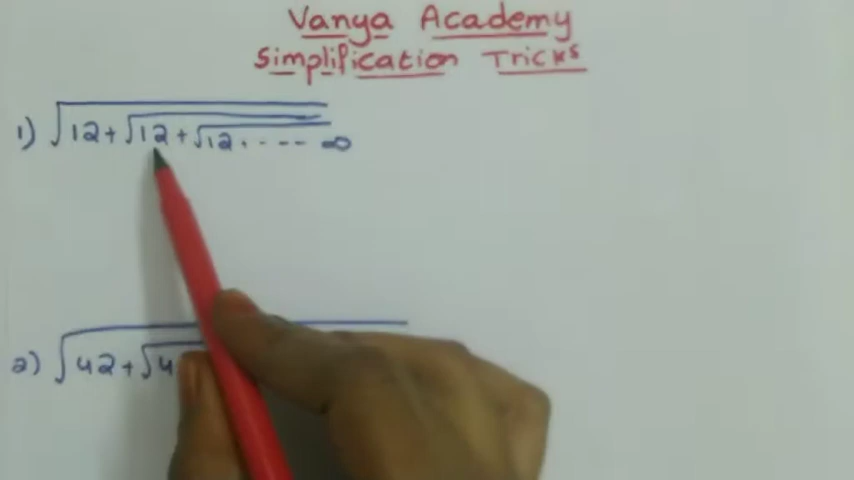 Vanya Academy
Simplification Tricks
1) √12+√12+√12.---- ∞
2) √42+√4